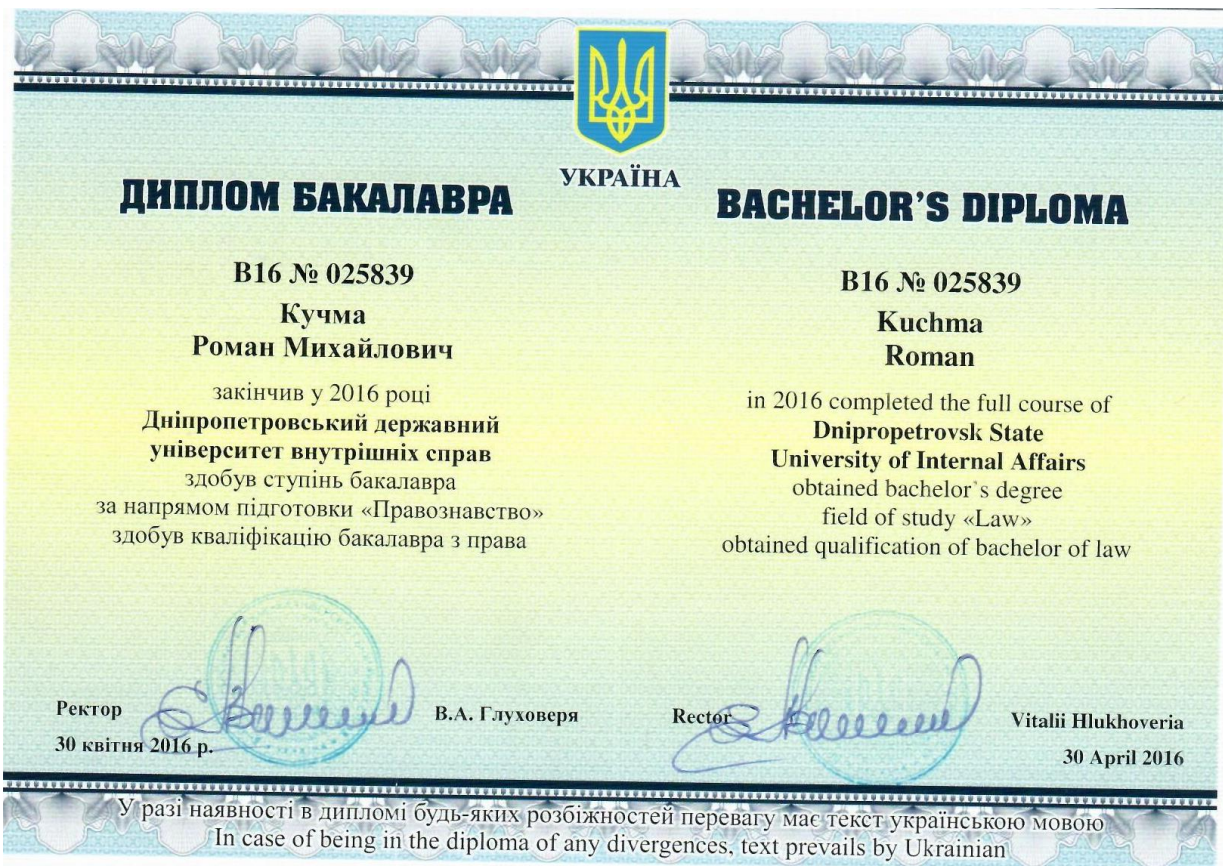 УКРАЇНА
ДИПЛОМ БАКАЛАВРА
В16 № 025839
Кучма
Роман Михайлович
закінчив у 2016 році
Дніпропетровський державний
університет внутрішніх справ
здобув ступінь бакалавра
за напрямом підготовки «Правознавство»
здобув кваліфікацію бакалавра з права
Ректор
В.А. Глуховеря
30 квітня 2016 р.
BACHELOR'S DIPLOMA
B16 № 025839
Kuchma
Roman
in 2016 completed the full course of
Dnipropetrovsk State
University of Internal Affairs
obtained bachelor`s degree
field of study «Law»
obtained qualification of bachelor of law
Rector
Vitalii Hlukhoveria
30 April 2016
У разі наявності в дипломі будь-яких розбіжностей перевагу має текст українською мовою
In case of being in the diploma of any divergences, text prevails by Ukrainian